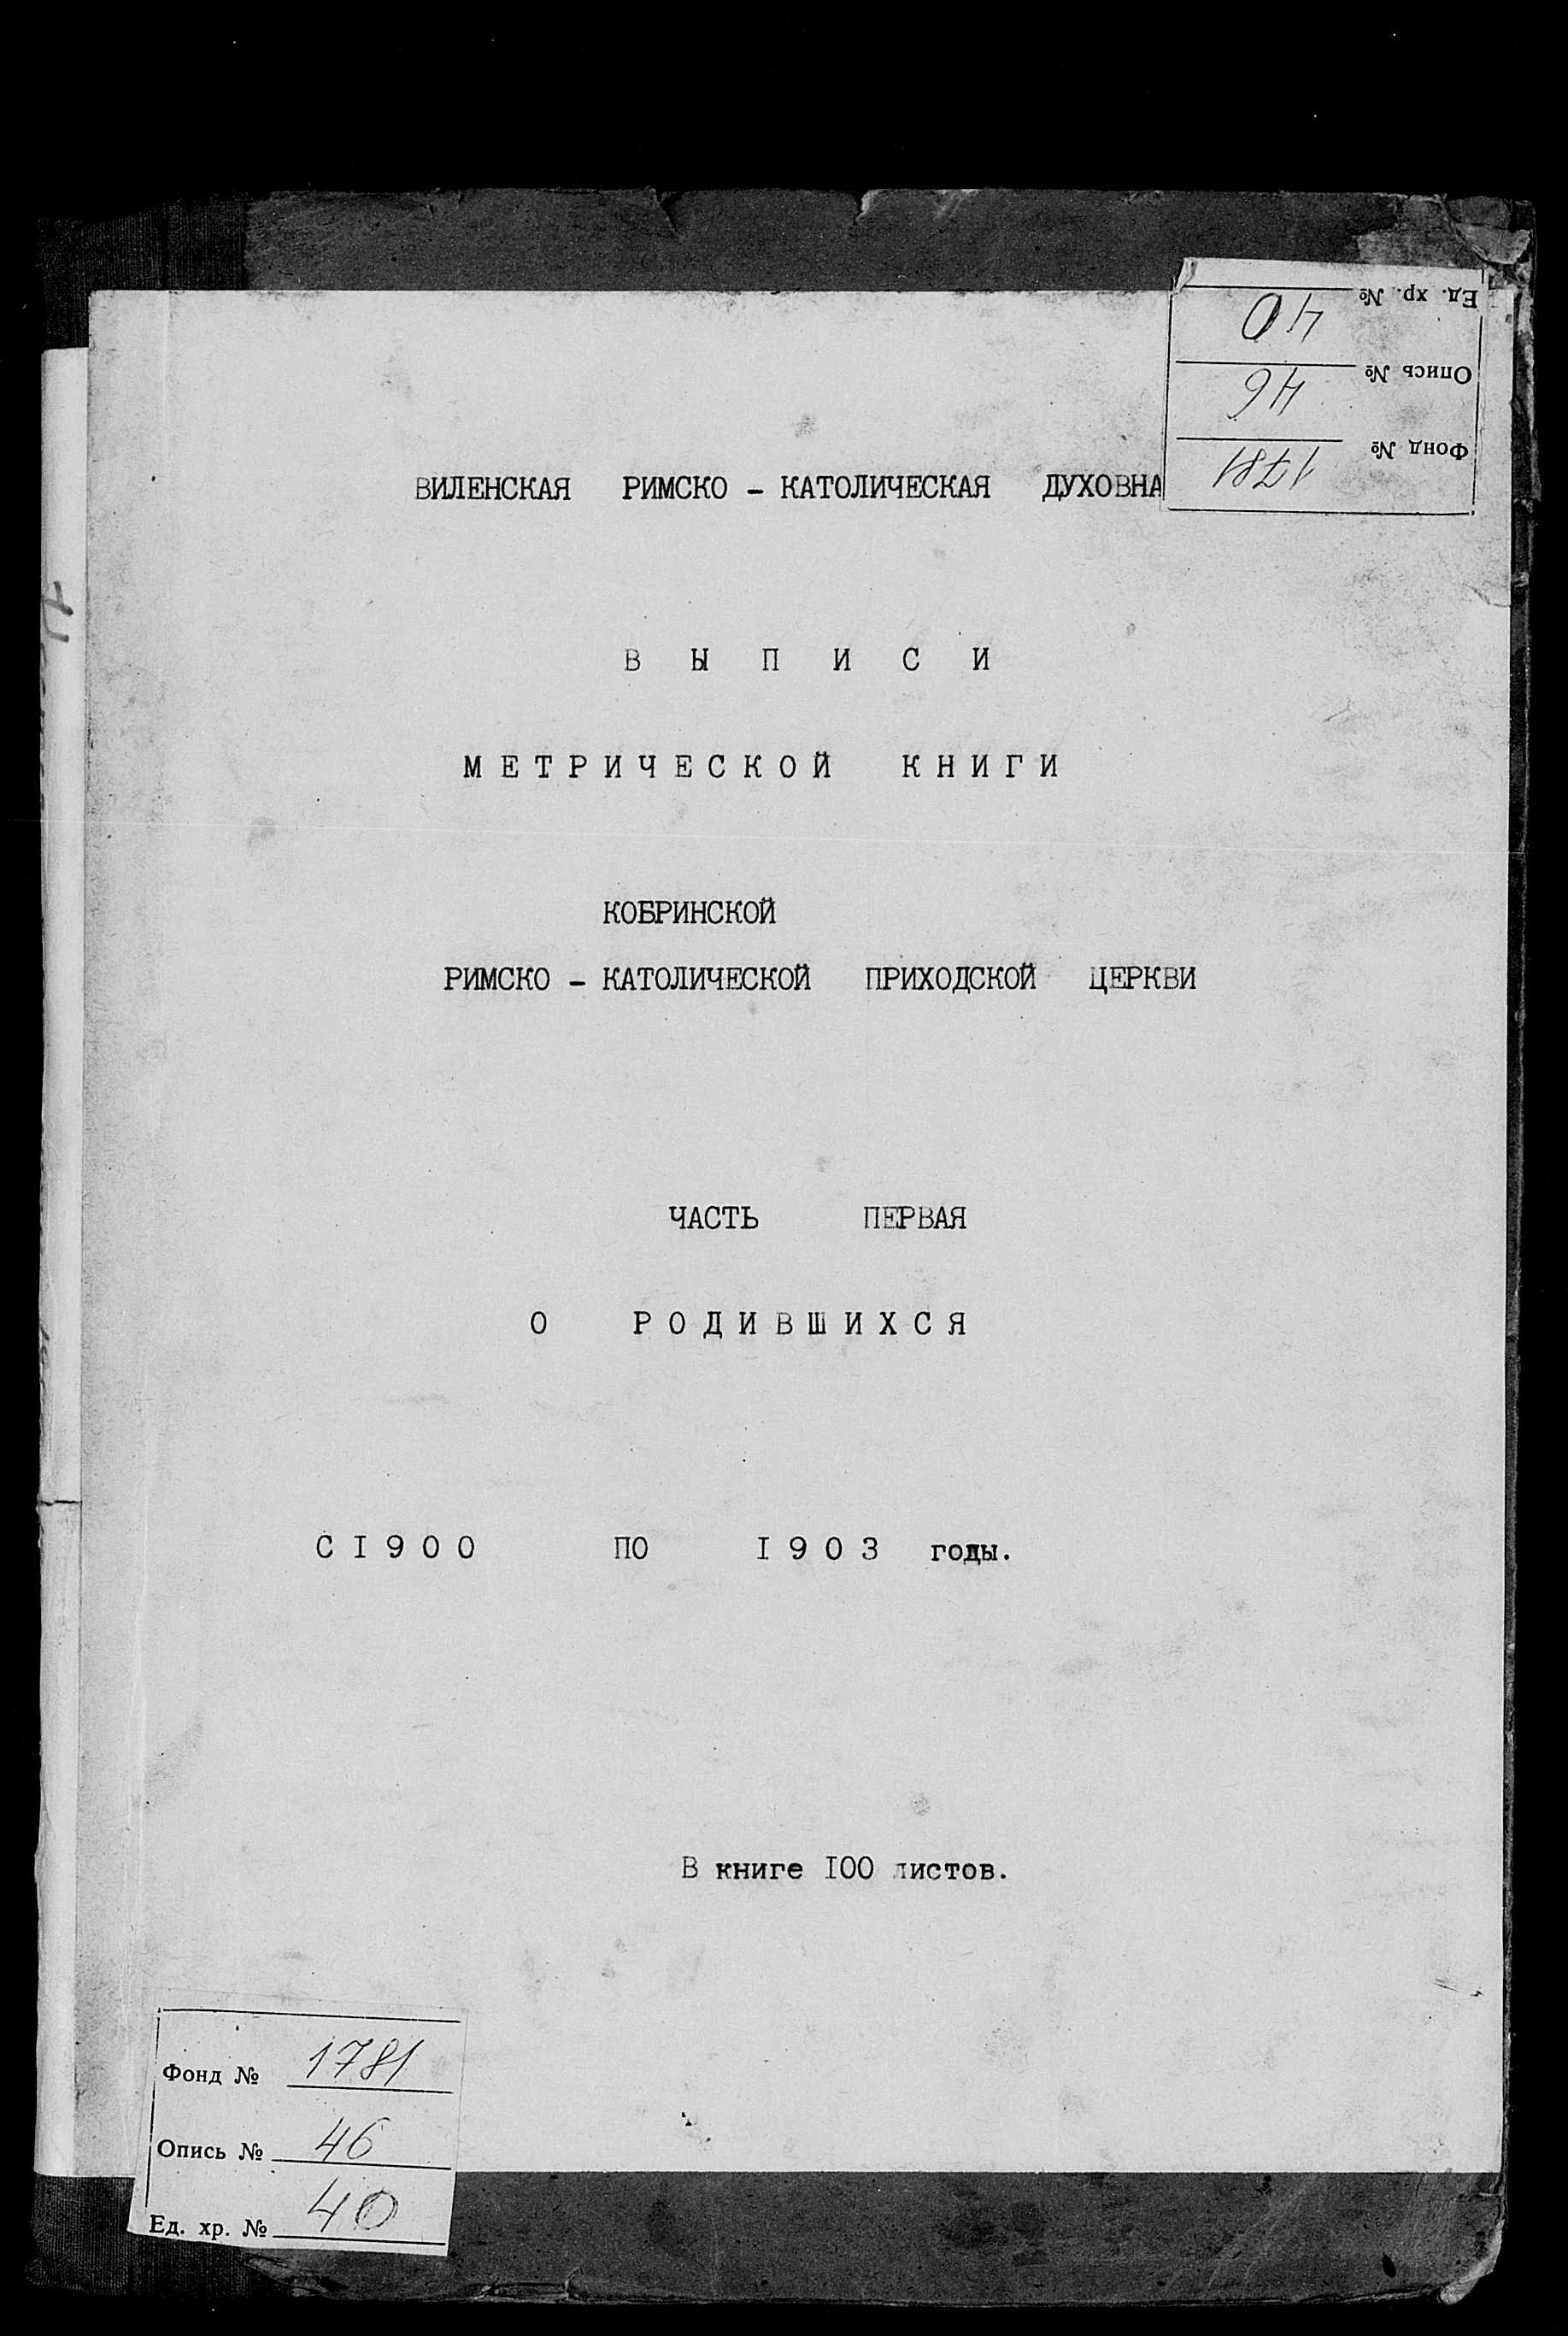 Ед. хр. № 40
Опись № 46
Фонд № 1781
ВИЛЕНСКАЯ РИМСКО - КАТОЛИЧЕСКАЯ ДУХОВНА
В Ы П И С И
М Е Т Р И Ч Е С К О Й К Н И Г И
КОБРИНСКОЙ
РИМСКО - КАТОЛИЧЕСКОЙ ПРИХОДСКОЙ ЦЕРКВИ
ЧАСТЬ ПЕРВАЯ
О Р О Д И В Ш И Х С Я
С I 9 0 0 ПО I 9 0 3 годы.
В книге I00 листов.
Фонд № 1781
Опись № 46
Ед. хр. № 40